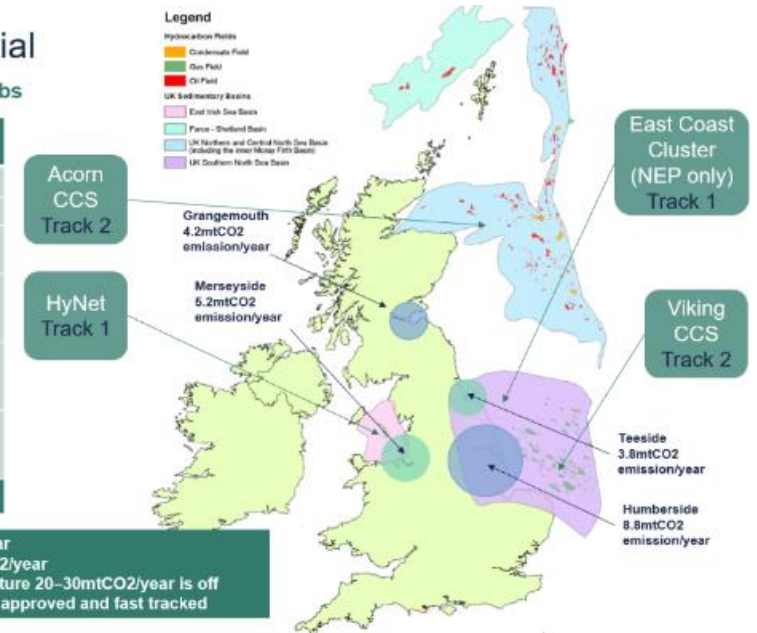 ial
bs
Legend
Hydrocarbon Fields
Condensate Field
Gas Field
Oil Field
UK Sedimentary Basins
East Irish Sea Basin
Faroe - Shetland Basin
UK Northern and Central North Sea Basin
(including the inner Moray Firth Basin)
UK Southern North Sea Basin
Acorn
CCS
Track 2
East Coast
Cluster
(NEP only)
Track 1
Grangemouth
4.2mtCO2
emission/year
Merseyside
5.2mtCO2
emission/year
HyNet
Track 1
Viking
CCS
Track 2
Teeside
3.8mtCO2
emission/year
Humberside
8.8mtCO2
emission/year
ar
2/year
ture 20–30mtCO2/year is off
approved and fast tracked